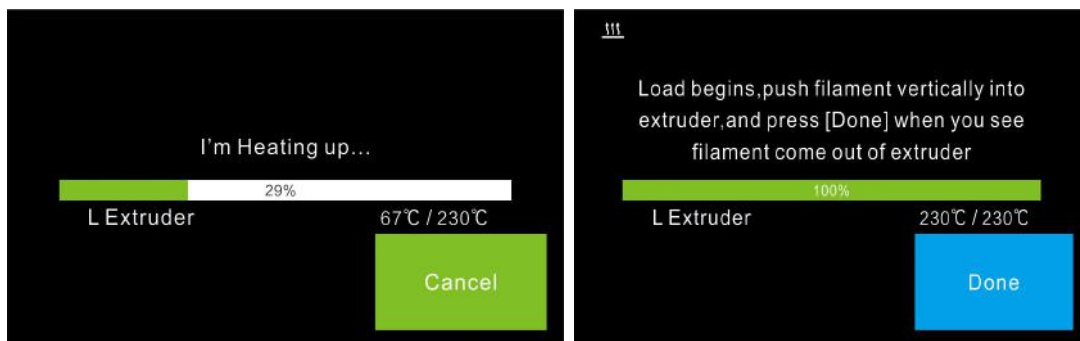 I'm Heating up...
29%
L Extruder 67℃ / 230℃
Cancel
Load begins,push filament vertically into
extruder,and press [Done] when you see
filament come out of extruder
100%
L Extruder 230℃ / 230℃
Done